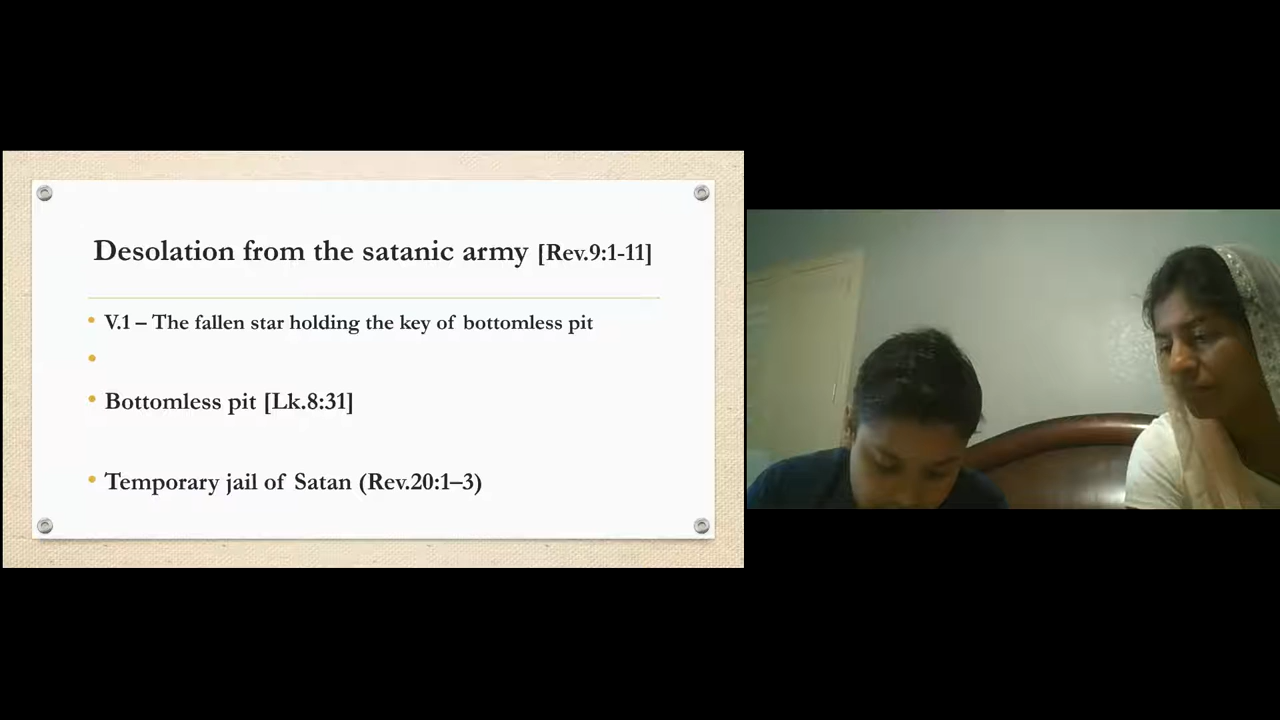 Desolation from the satanic army [Rev.9:1-11]
V.1 – The fallen star holding the key of bottomless pit
Bottomless pit [Lk.8:31]
Temporary jail of Satan (Rev.20:1–3)